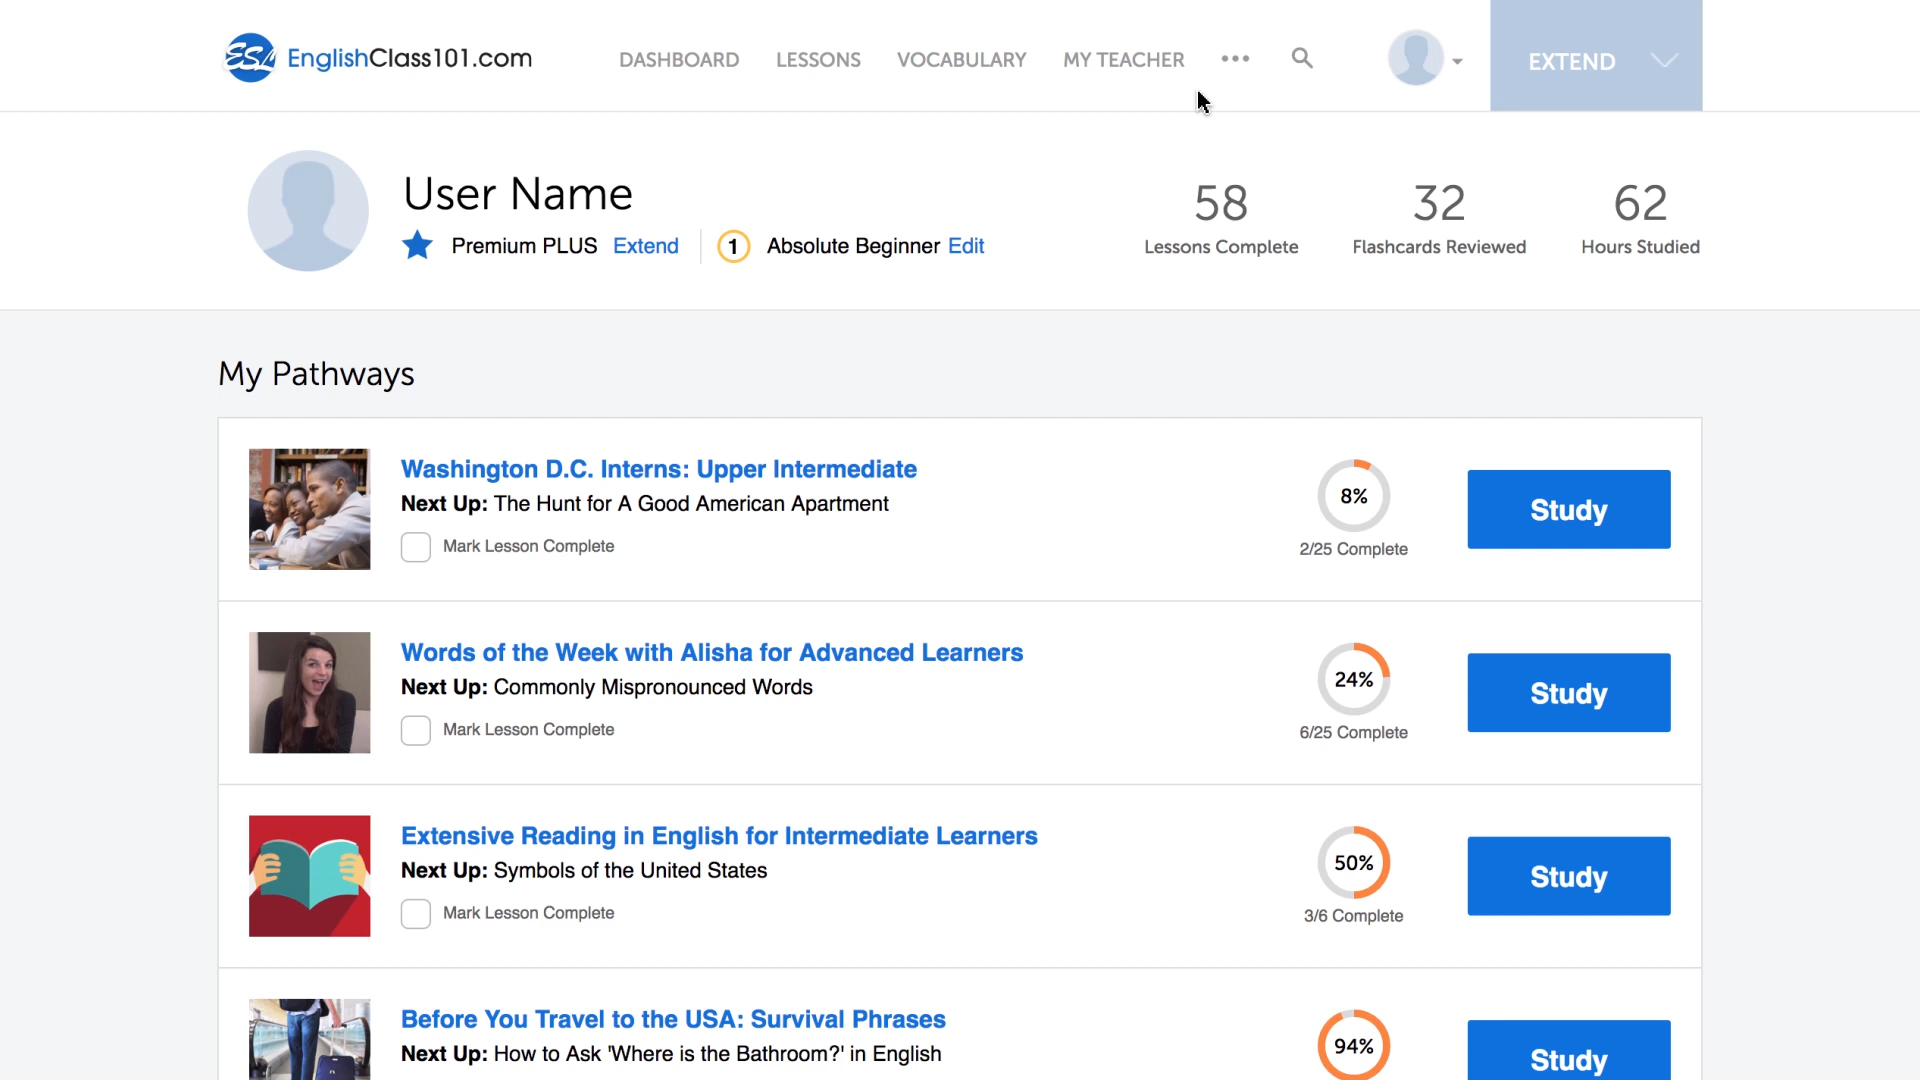 ESL EnglishClass101.com
DASHBOARD LESSONS VOCABULARY MY TEACHER EXTEND
User Name
Premium PLUS Extend 1 Absolute Beginner Edit
58 32 62
Lessons Complete Flashcards Reviewed Hours Studied
My Pathways
Washington D.C. Interns: Upper Intermediate
Next Up: The Hunt for A Good American Apartment
Mark Lesson Complete
8%
2/25 Complete
Study
Words of the Week with Alisha for Advanced Learners
Next Up: Commonly Mispronounced Words
Mark Lesson Complete
24%
6/25 Complete
Study
Extensive Reading in English for Intermediate Learners
Next Up: Symbols of the United States
Mark Lesson Complete
50%
3/6 Complete
Study
Before You Travel to the USA: Survival Phrases
Next Up: How to Ask 'Where is the Bathroom?' in English
94%
Study